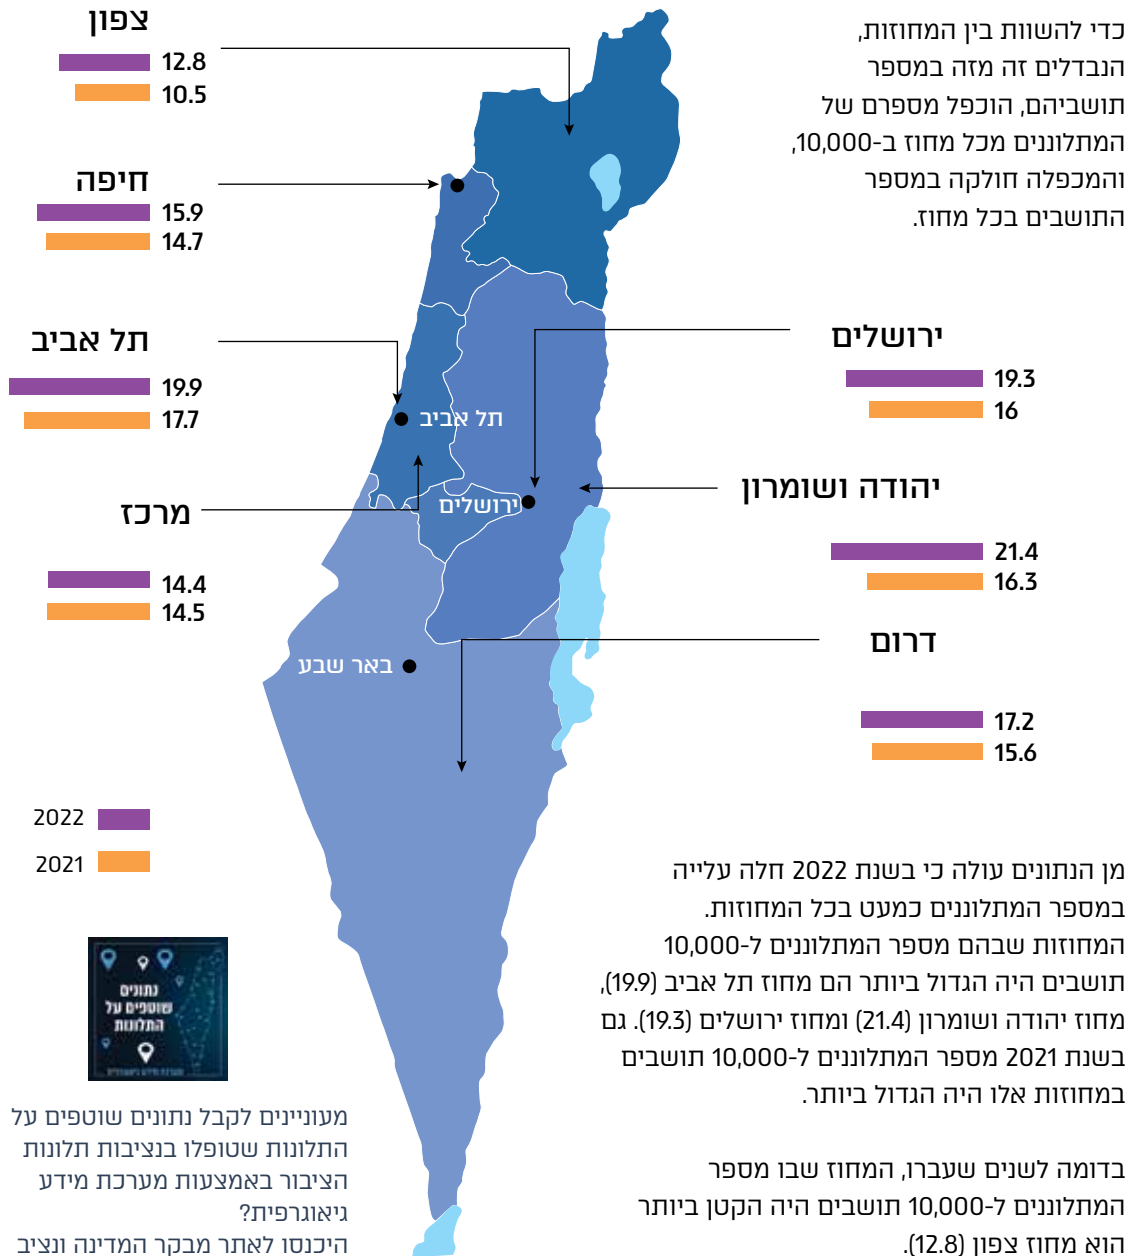 כדי להשוות בין המחוזות,
הנבדלים זה מזה במספר
תושביהם, הוכפל מספרם של
המתלוננים מכל מחוז ב-10,000,
והמכפלה חולקה במספר
התושבים בכל מחוז.
צפון
12.8
10.5
חיפה
15.9
14.7
תל אביב
19.9
17.7
מרכז
14.4
14.5
ירושלים
19.3
16
יהודה ושומרון
21.4
16.3
דרום
17.2
15.6
תל אביב
ירושלים
באר שבע
2022
2021
מן הנתונים עולה כי בשנת 2022 חלה עלייה
במספר המתלוננים כמעט בכל המחוזות.
המחוזות שבהם מספר המתלוננים ל-10,000
תושבים היה הגדול ביותר הם מחוז תל אביב (19.9),
מחוז יהודה ושומרון (21.4) ומחוז ירושלים (19.3). גם
בשנת 2021 מספר המתלוננים ל-10,000 תושבים
במחוזות אלו היה הגדול ביותר.
בדומה לשנים שעברו, המחוז שבו מספר
המתלוננים ל-10,000 תושבים היה הקטן ביותר
הוא מחוז צפון (12.8).
נתונים
שוטפים על
התלונות
מעוניינים לקבל נתונים שוטפים על
התלונות שטופלו בנציבות תלונות
הציבור באמצעות מערכת מידע
גיאוגרפית?
היכנסו לאתר מבקר המדינה ונציב